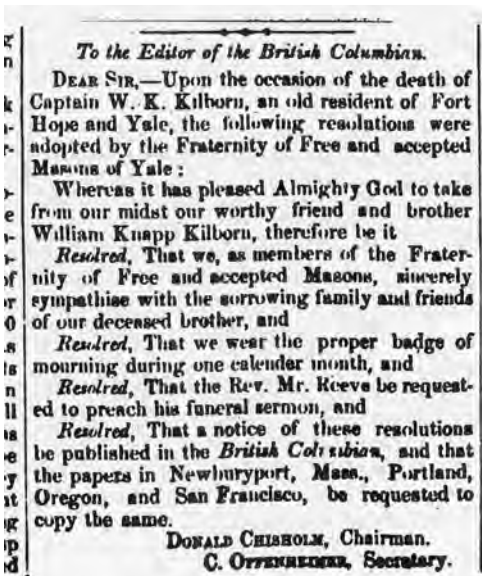 To the Editor of the British Columbian.
DEAR SIR,—Upon the occasion of the death of
Captain W. K. Kilborn, an old resident of Fort
Hope and Yale, the following resolutions were
adopted by the Fraternity of Free and accepted
Masons of Yale :
Whereas it has pleased Almighty God to take
from our midst our worthy friend and brother
William Knapp Kilborn, therefore be it
Resolved, That we, as members of the Frater-
nity of Free and accepted Masons, sincerely
sympathise with the sorrowing family and friends
of our deceased brother, and
Resolved, That we wear the proper badge of
mourning during one calender month, and
Resolved, That the Rev. Mr. Reeve be request-
ed to preach his funeral sermon, and
Resolved, That a notice of these resolutions
be published in the British Columbian, and that
the papers in Newburyport, Mass., Portland,
Oregon, and San Francisco, be requested to
copy the same.
DONALD CHISHOLM, Chairman.
C. OPPENHEIMER, Secretary.